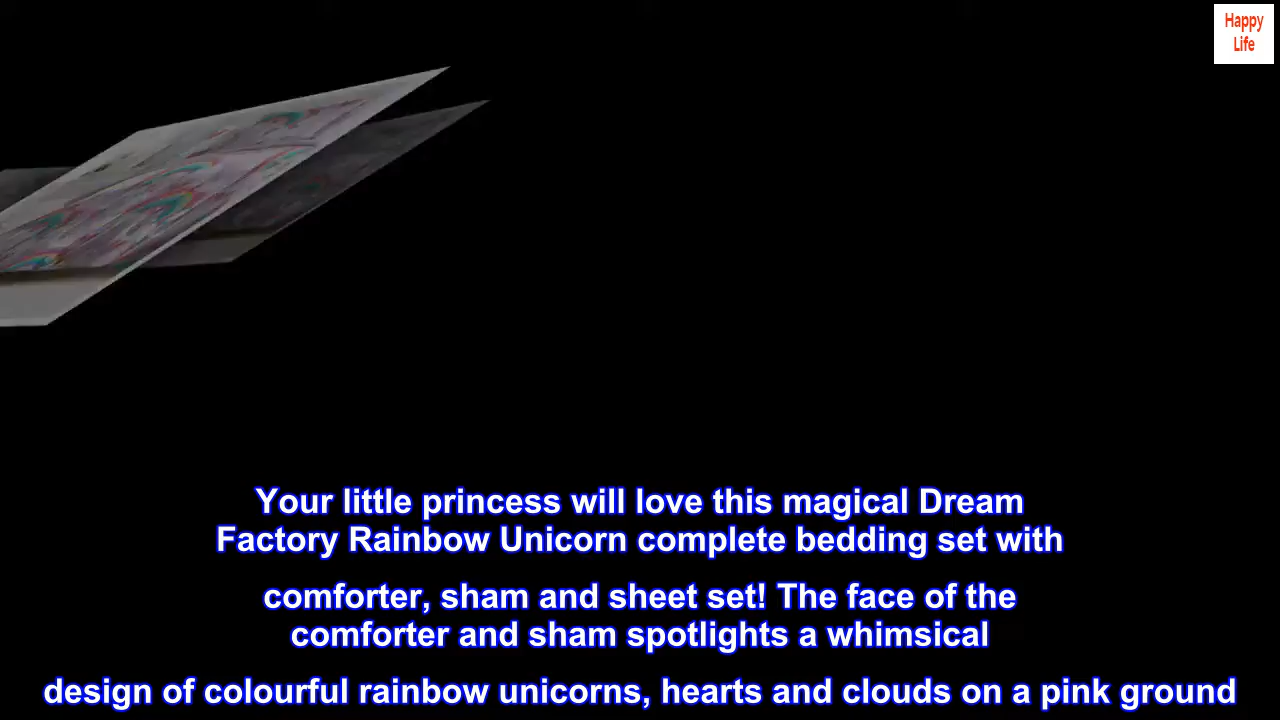 Happy
Life
Your little princess will love this magical Dream
Factory Rainbow Unicorn complete bedding set with
comforter, sham and sheet set! The face of the
comforter and sham spotlights a whimsical
design of colourful rainbow unicorns, hearts and clouds on a pink ground